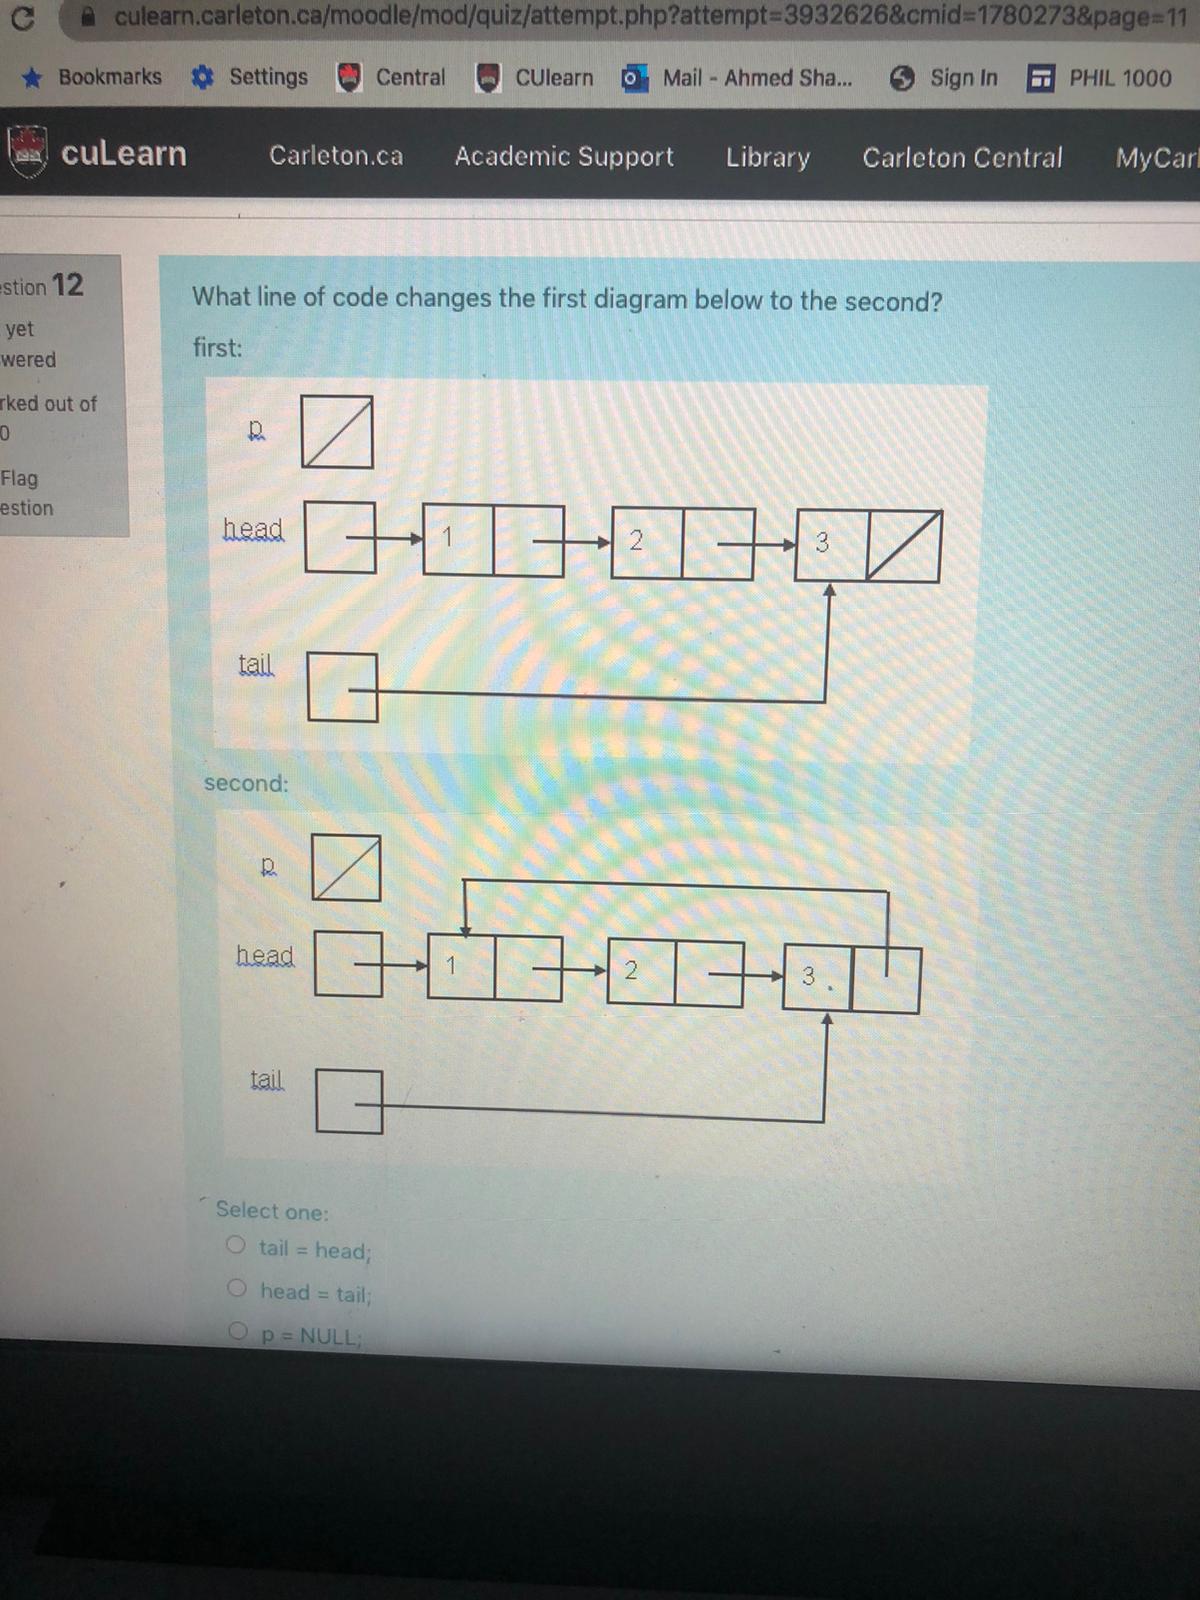 culearn.carleton.ca/moodle/mod/quiz/attempt.php?attempt=3932626&cmid=1780273&page=11
Bookmarks Settings Central CUlearn Mail - Ahmed Sha... Sign In PHIL 1000
cuLearn Carleton.ca Academic Support Library Carleton Central MyCarl
estion 12
yet
wered
rked out of
0
Flag
estion
What line of code changes the first diagram below to the second?
first:
p
head 1 2 3
tail
second:
p
head 1 2 3
tail
Select one:
tail = head;
head = tail;
p = NULL;